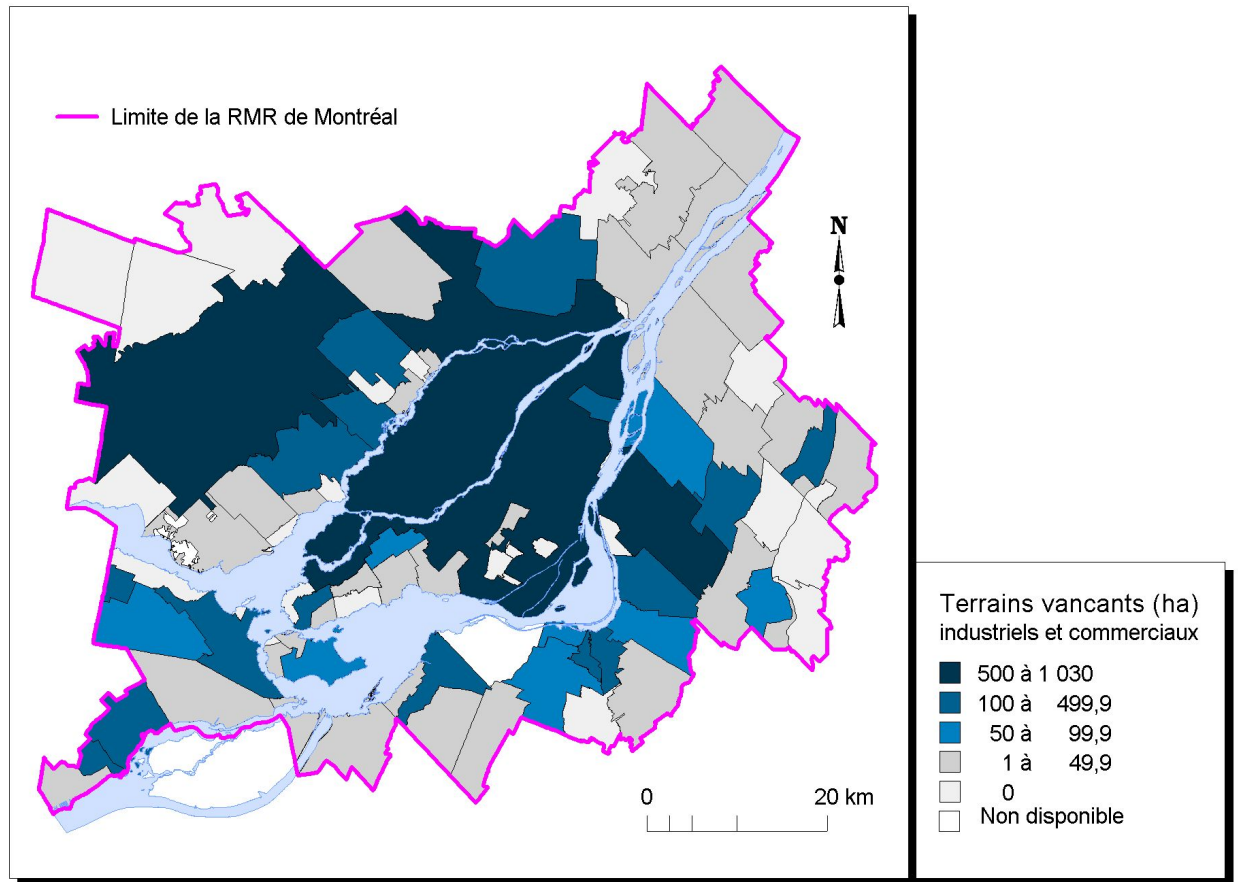 Limite de la RMR de Montréal
N
0 20 km
Terrains vancants (ha)
industriels et commerciaux
500 à 1 030
100 à 499,9
50 à 99,9
1 à 49,9
0
Non disponible